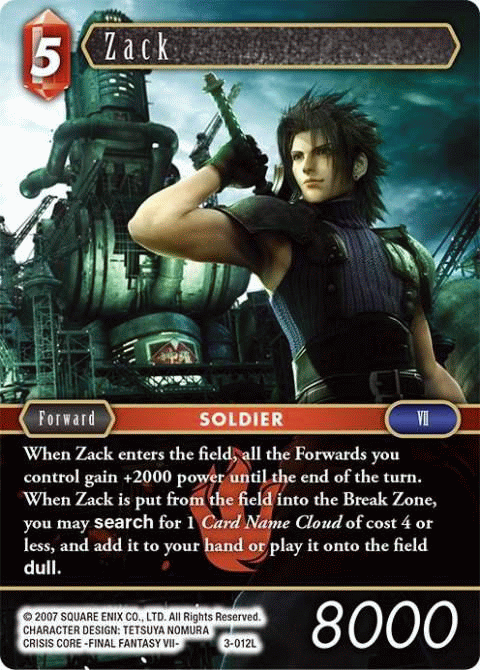 5
Zack
Forward
SOLDIER
VII
When Zack enters the field, all the Forwards you
control gain +2000 power until the end of the turn.
When Zack is put from the field into the Break Zone,
you may search for 1 Card Name Cloud of cost 4 or
less, and add it to your hand or play it onto the field
dull.
© 2007 SQUARE ENIX CO., LTD. All Rights Reserved.
CHARACTER DESIGN: TETSUYA NOMURA
CRISIS CORE -FINAL FANTASY VII-
3-012L
8000